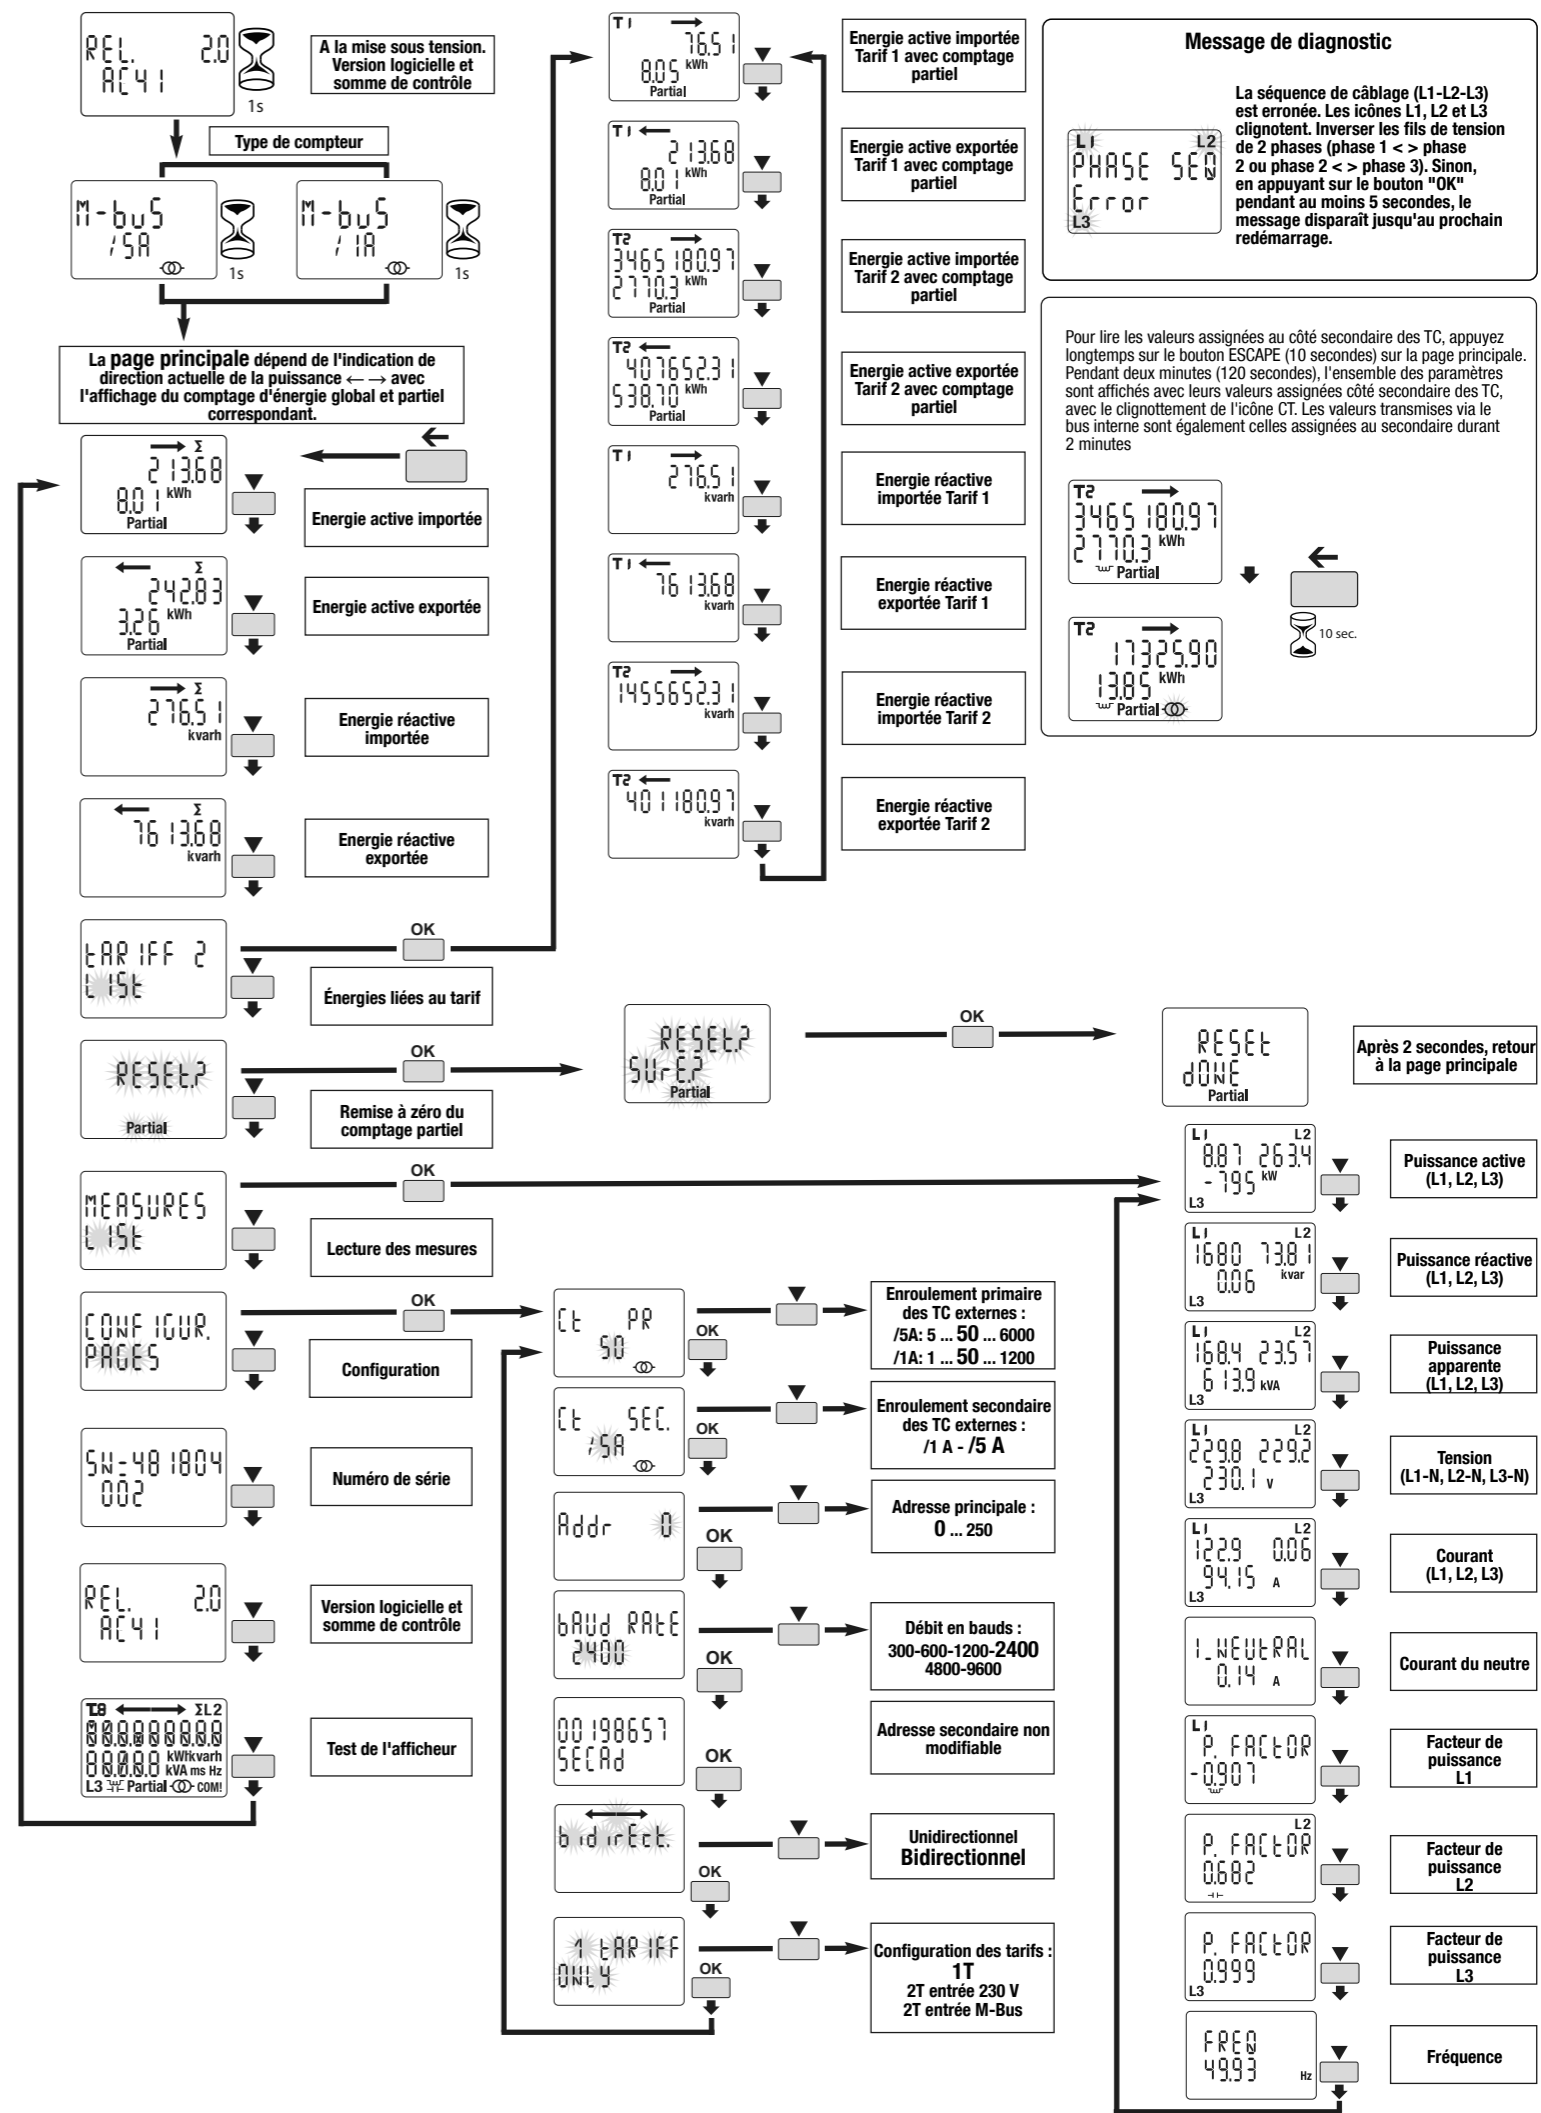 REL. 2.0
AC41
1s
A la mise sous tension.
Version logicielle et
somme de contrôle
Type de compteur
M-buS
/5A
1s
M-buS
/1A
1s
La page principale dépend de l'indication de
direction actuelle de la puissance ←→ avec
l'affichage du comptage d'énergie global et partiel
correspondant.
→ Σ
213.68
8.01 kWh
Partial
Energie active importée
← Σ
242.83
3.26 kWh
Partial
Energie active exportée
→ Σ
276.51
kvarh
Energie réactive
importée
← Σ
7613.68
kvarh
Energie réactive
exportée
tARIFF 2
LISt
OK
Énergies liées au tarif
RESEt.?
Partial
OK
Remise à zéro du
comptage partiel
RESEt.?
SUrE.?
Partial
OK
RESEt
dONE
Partial
Après 2 secondes, retour
à la page principale
MEASURES
LISt
OK
Lecture des mesures
CONFIGUR.
PAGES
OK
Configuration
SN-481804
002
Numéro de série
REL. 2.0
AC41
Version logicielle et
somme de contrôle
ΣL2
kWhkvarh
kVA ms Hz
L3 Partial COM!
Test de l'afficheur
T1 →
76.51
8.05 kWh
Partial
Energie active importée
Tarif 1 avec comptage
partiel
T1 ←
213.68
8.01 kWh
Partial
Energie active exportée
Tarif 1 avec comptage
partiel
T2 →
3465180.97
2770.3 kWh
Partial
Energie active importée
Tarif 2 avec comptage
partiel
T2 ←
407652.31
538.70 kWh
Partial
Energie active exportée
Tarif 2 avec comptage
partiel
T1 →
276.51
kvarh
Energie réactive
importée Tarif 1
T1 ←
7613.68
kvarh
Energie réactive
exportée Tarif 1
T2 →
1455652.31
kvarh
Energie réactive
importée Tarif 2
T2 ←
401180.97
kvarh
Energie réactive
exportée Tarif 2
Message de diagnostic
L1 L2
PHASE SEQ
Error
L3
La séquence de câblage (L1-L2-L3)
est erronée. Les icônes L1, L2 et L3
clignotent. Inverser les fils de tension
de 2 phases (phase 1 < > phase
2 ou phase 2 < > phase 3). Sinon,
en appuyant sur le bouton "OK"
pendant au moins 5 secondes, le
message disparaît jusqu'au prochain
redémarrage.
Pour lire les valeurs assignées au côté secondaire des TC, appuyez
longtemps sur le bouton ESCAPE (10 secondes) sur la page principale.
Pendant deux minutes (120 secondes), l'ensemble des paramètres
sont affichés avec leurs valeurs assignées côté secondaire des TC,
avec le clignottement de l'icône CT. Les valeurs transmises via le
bus interne sont également celles assignées au secondaire durant
2 minutes
T2 →
3465180.97
2770.3 kWh
Partial
T2 →
17325.90
13.85 kWh
Partial
10 sec.
Ct PR
50
OK
Enroulement primaire
des TC externes :
/5A: 5 ... 50 ... 6000
/1A: 1 ... 50 ... 1200
Ct SEC.
/5A
OK
Enroulement secondaire
des TC externes :
/1 A - /5 A
Addr 0
OK
Adresse principale :
0 ... 250
bAUd RAtE
2400
OK
Débit en bauds :
300-600-1200-2400
4800-9600
00198657
SECAd
OK
Adresse secondaire non
modifiable
bidirEct.
OK
Unidirectionnel
Bidirectionnel
1 tARIFF
ONLY
OK
Configuration des tarifs :
1T
2T entrée 230 V
2T entrée M-Bus
L1 L2
8.87 263.4
-795 kW
L3
Puissance active
(L1, L2, L3)
L1 L2
1680 73.81
0.06 kvar
L3
Puissance réactive
(L1, L2, L3)
L1 L2
168.4 23.57
613.9 kVA
L3
Puissance
apparente
(L1, L2, L3)
L1 L2
229.8 229.2
230.1 V
L3
Tension
(L1-N, L2-N, L3-N)
L1 L2
122.9 0.06
94.15 A
L3
Courant
(L1, L2, L3)
I_NEUtRAL
0.14 A
Courant du neutre
L1
P. FACtOR
-0.907
Facteur de
puissance
L1
L2
P. FACtOR
0.682
Facteur de
puissance
L2
P. FACtOR
0.999
L3
Facteur de
puissance
L3
FREQ
49.93
Hz
Fréquence